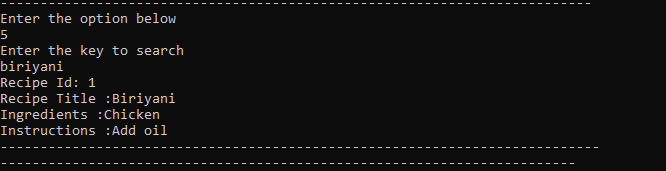 --------------------------------------------------------------------------
Enter the option below
5
Enter the key to search
biriyani
Recipe Id: 1
Recipe Title :Biriyani
Ingredients :Chicken
Instructions :Add oil
---------------------------------------------------------------------------
------------------------------------------------------------------------